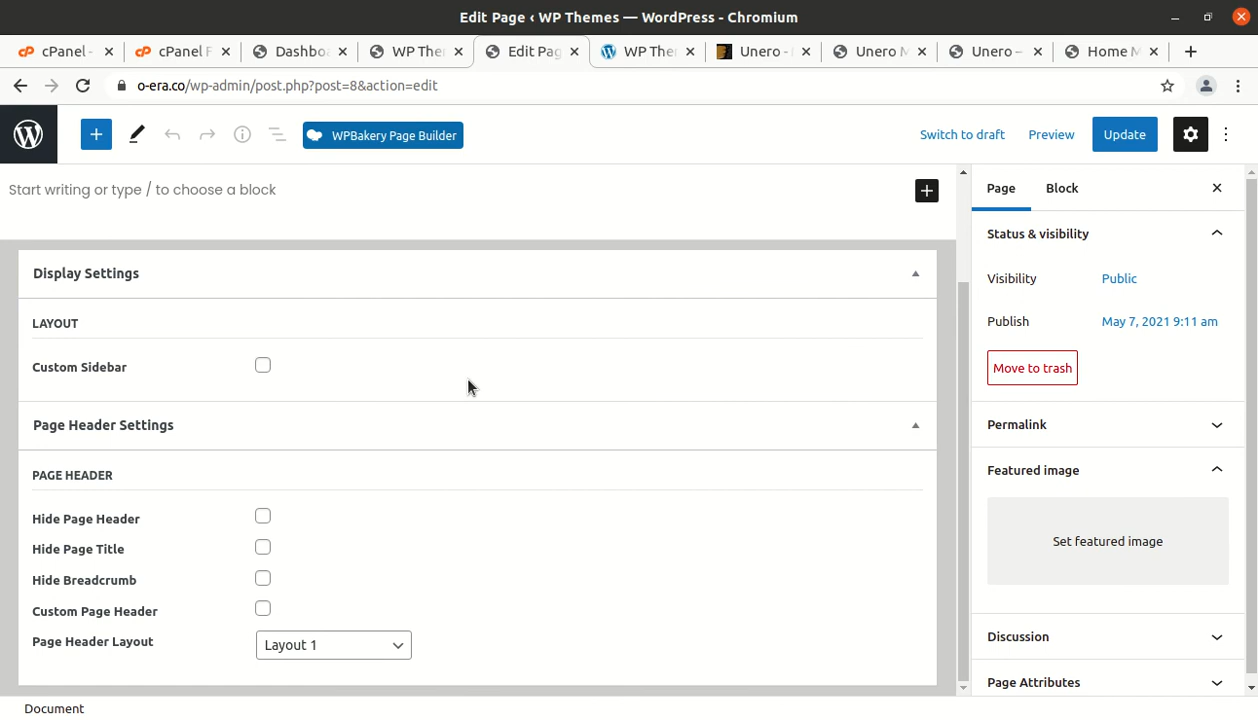 Edit Page ‹ WP Themes — WordPress - Chromium
cPanel - cPanel F Dashbo WP The Edit Pag WP The Unero - Unero Unero – Home
o-era.co/wp-admin/post.php?post=8&action=edit
WPBakery Page Builder Switch to draft Preview Update
Start writing or type / to choose a block
Display Settings
LAYOUT
Custom Sidebar
Page Header Settings
PAGE HEADER
Hide Page Header
Hide Page Title
Hide Breadcrumb
Custom Page Header
Page Header Layout Layout 1
Page Block
Status & visibility
Visibility Public
Publish May 7, 2021 9:11 am
Move to trash
Permalink
Featured image
Set featured image
Discussion
Page Attributes
Document